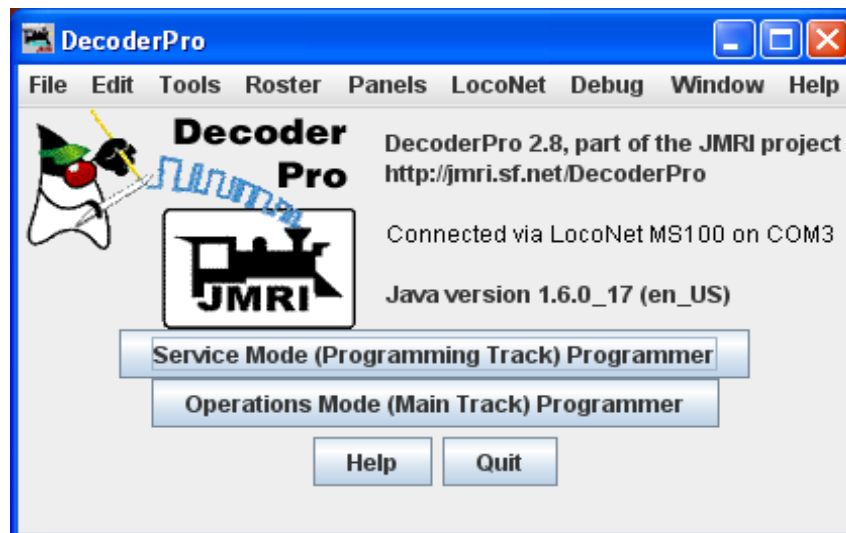 DecoderPro
File Edit Tools Roster Panels LocoNet Debug Window Help
Decoder
Pro
JMRI
DecoderPro 2.8, part of the JMRI project
http://jmri.sf.net/DecoderPro
Connected via LocoNet MS100 on COM3
Java version 1.6.0_17 (en_US)
Service Mode (Programming Track) Programmer
Operations Mode (Main Track) Programmer
Help Quit